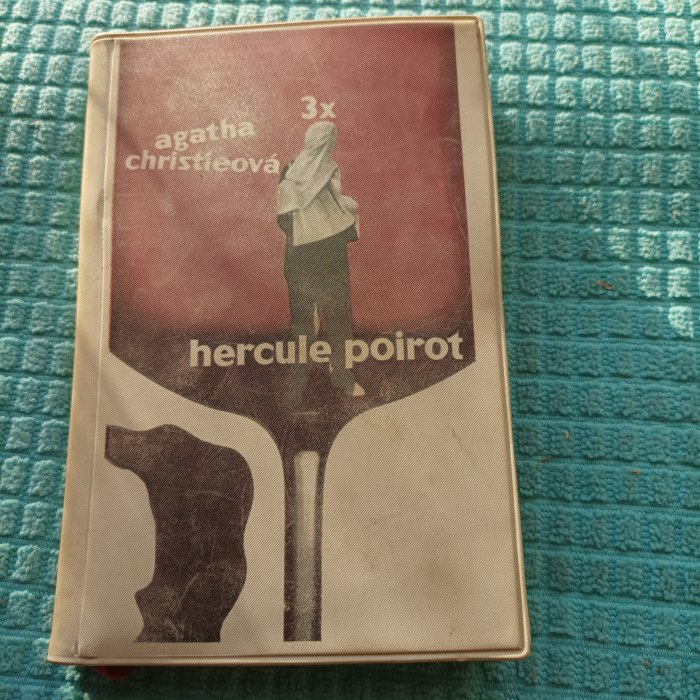 3x
agatha
christieová
hercule poirot